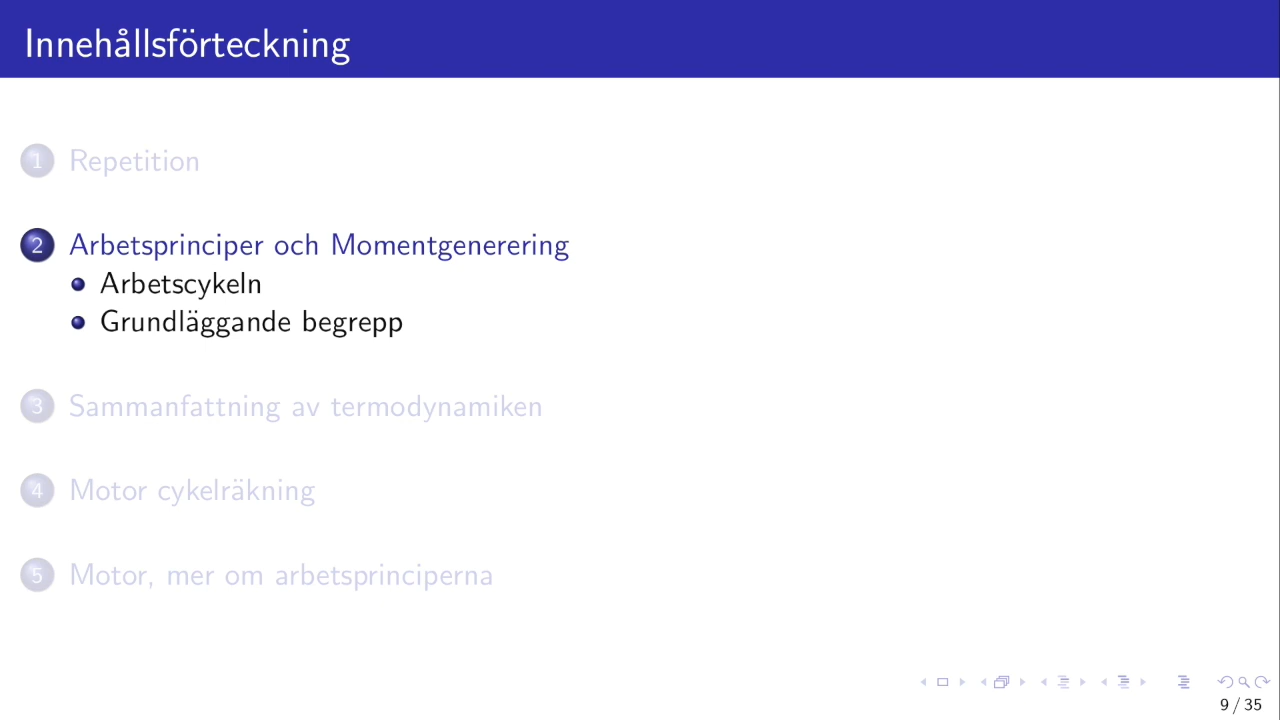 Innehållsförteckning
1 Repetition
2 Arbetsprinciper och Momentgenerering
Arbetscykeln
Grundläggande begrepp
3 Sammanfattning av termodynamiken
4 Motor cykelräkning
5 Motor, mer om arbetsprinciperna
9 / 35